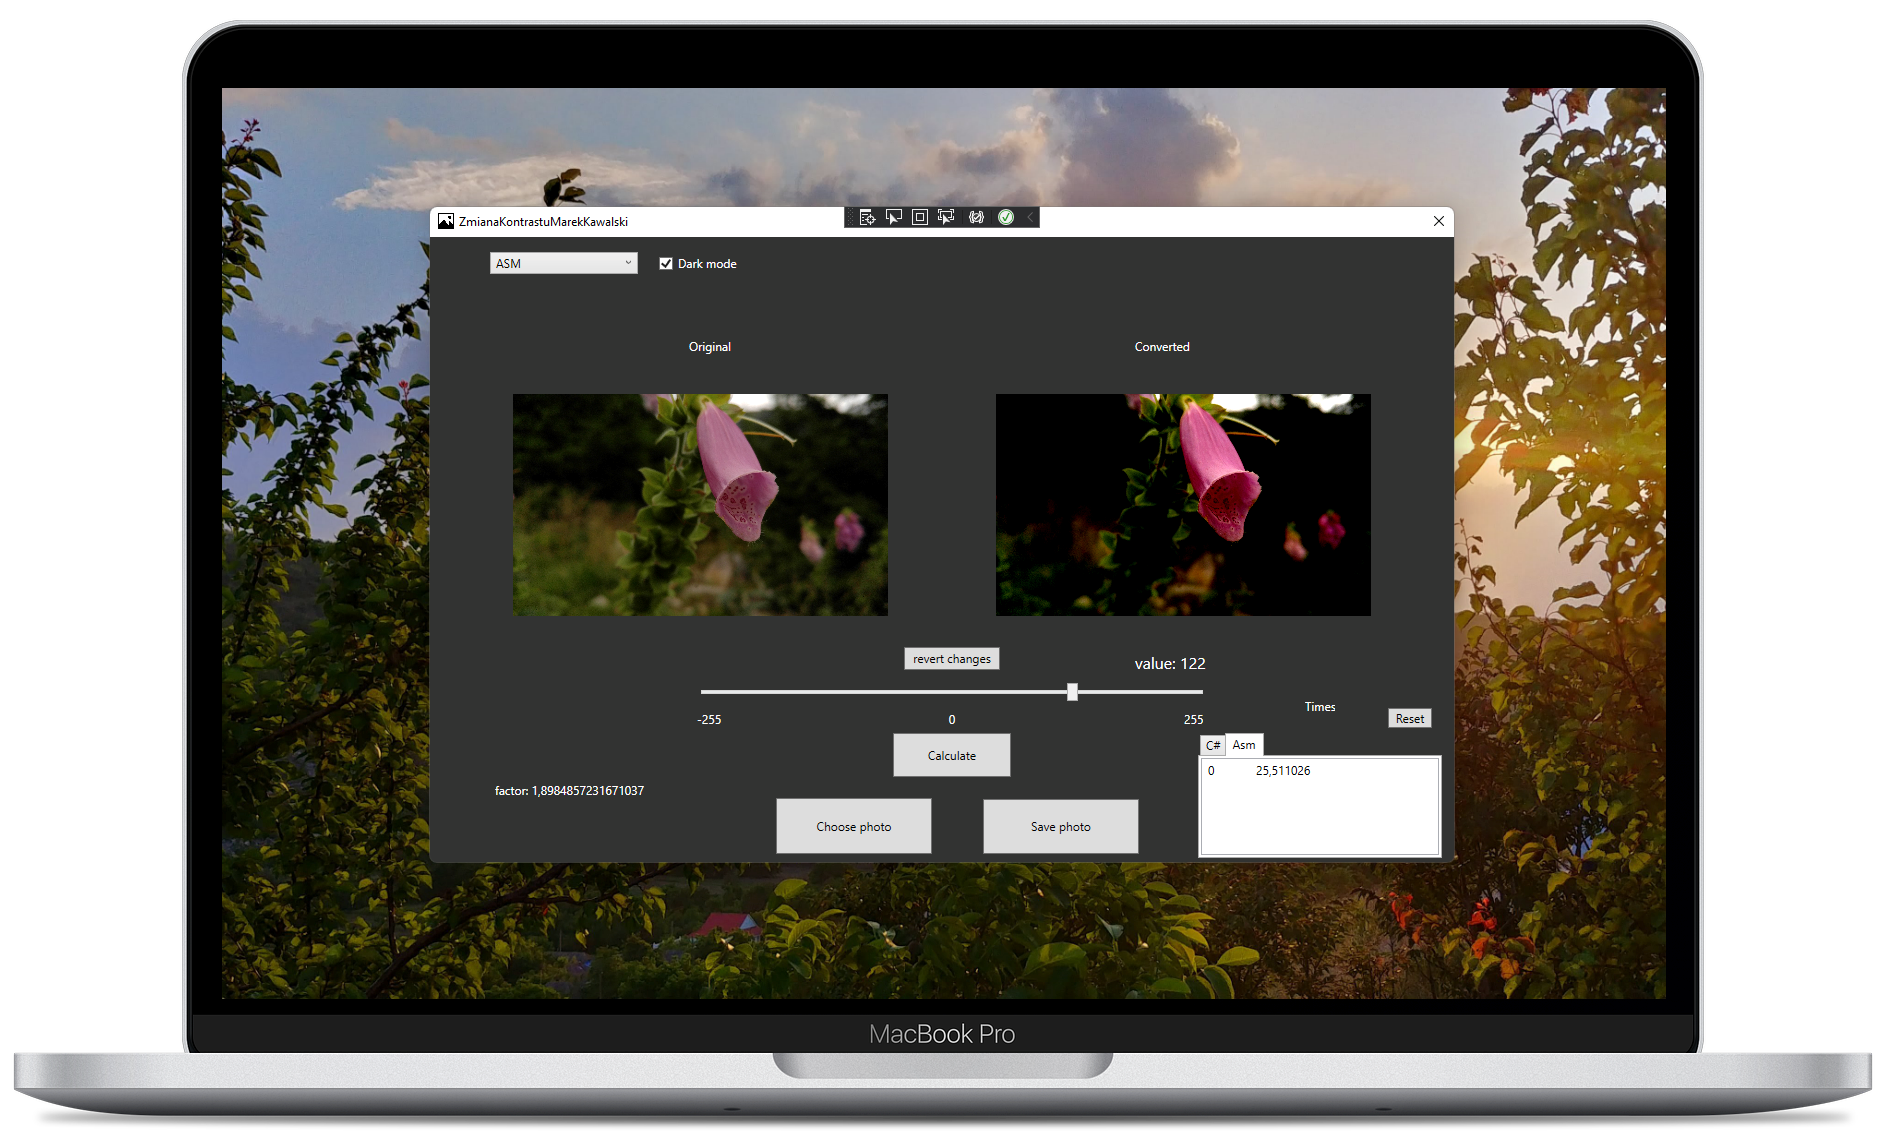 ZmianaKontrastuMarekKawalski
ASM
Dark mode
Original
Converted
revert changes
value: 122
-255
0
255
Times
Reset
Calculate
C#
Asm
0 25,511026
factor: 1,8984857231671037
Choose photo
Save photo
MacBook Pro